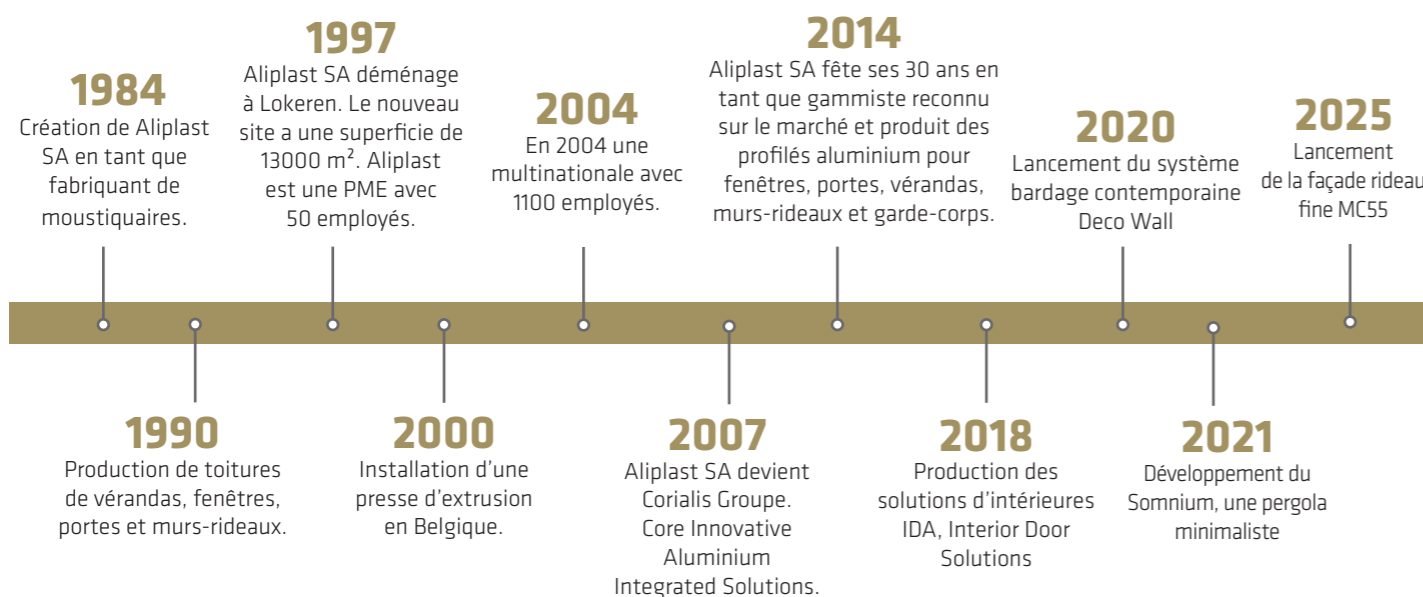 1984
Création de Aliplast
SA en tant que
fabriquant de
moustiquaires.
1997
Aliplast SA déménage
à Lokeren. Le nouveau
site a une superficie de
13000 m². Aliplast
est une PME avec
50 employés.
2004
En 2004 une
multinationale avec
1100 employés.
2014
Aliplast SA fête ses 30 ans en
tant que gammiste reconnu
sur le marché et produit des
profilés aluminium pour
fenêtres, portes, vérandas,
murs-rideaux et garde-corps.
2020
Lancement du système
bardage contemporaine
Deco Wall
2025
Lancement
de la façade rideau
fine MC55
1990
Production de toitures
de vérandas, fenêtres,
portes et murs-rideaux.
2000
Installation d'une
presse d'extrusion
en Belgique.
2007
Aliplast SA devient
Corialis Groupe.
Core Innovative
Aluminium
Integrated Solutions.
2018
Production des
solutions d'intérieures
IDA, Interior Door
Solutions
2021
Développement du
Somnium, une pergola
minimaliste